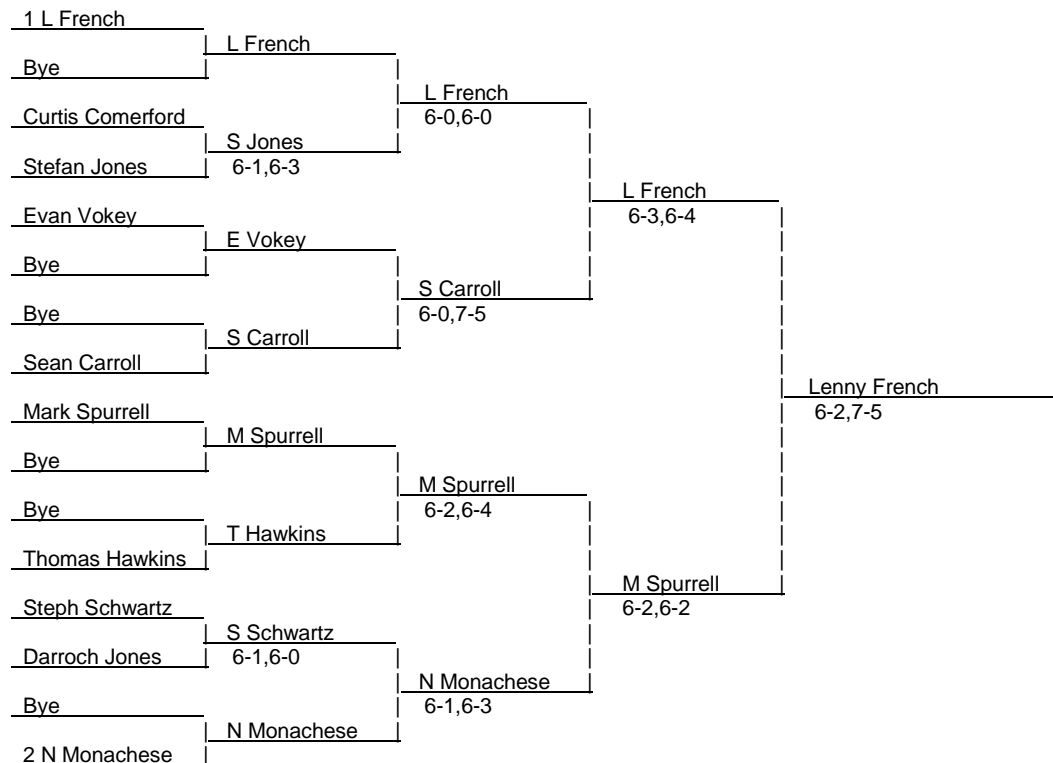 1 L French
L French
Bye
L French
6-0,6-0
Curtis Comerford
S Jones
Stefan Jones
6-1,6-3
L French
6-3,6-4
Evan Vokey
E Vokey
Bye
S Carroll
6-0,7-5
Bye
S Carroll
Sean Carroll
Lenny French
6-2,7-5
Mark Spurrell
M Spurrell
Bye
M Spurrell
6-2,6-4
Bye
T Hawkins
Thomas Hawkins
M Spurrell
6-2,6-2
Steph Schwartz
S Schwartz
Darroch Jones
6-1,6-0
N Monachese
6-1,6-3
Bye
N Monachese
2 N Monachese